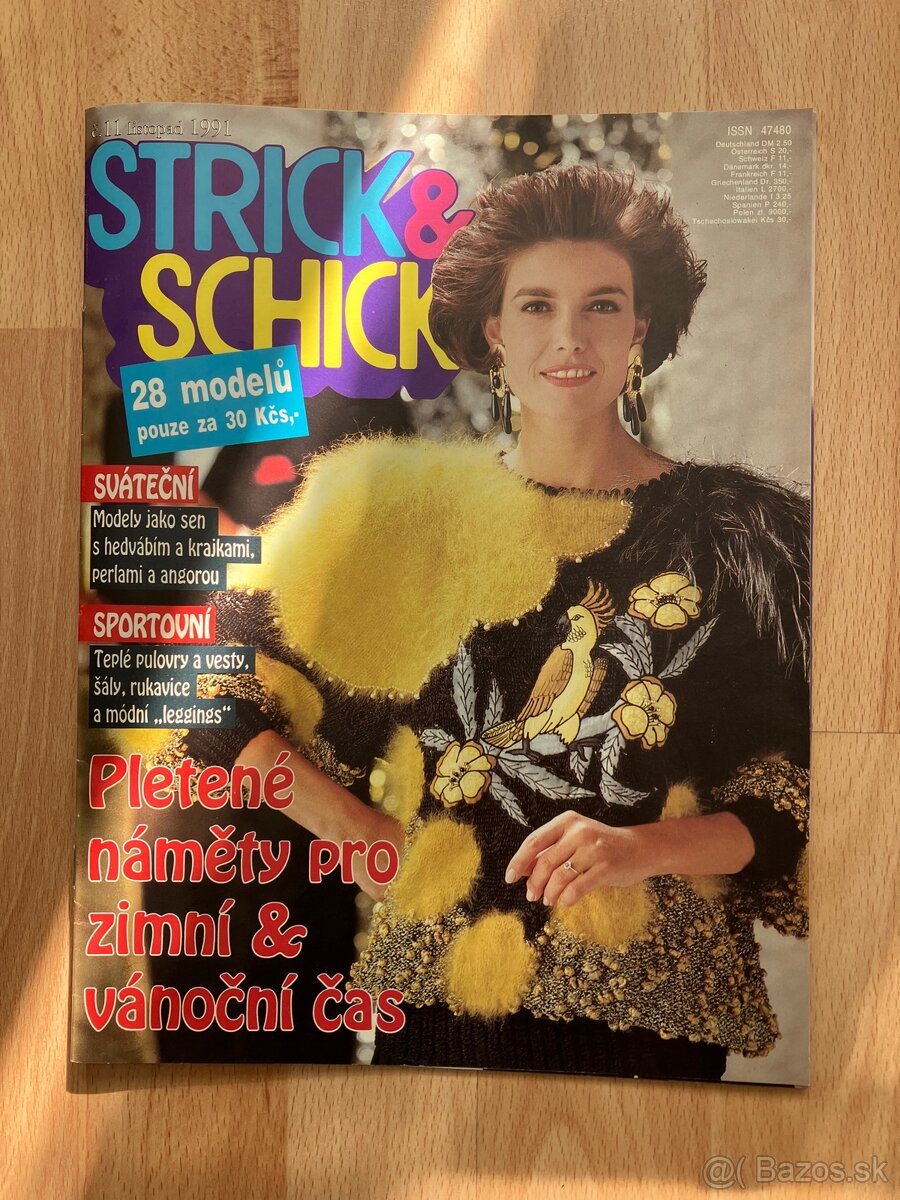 č.11 listopad 1991
STRICK &
SCHICK
ISSN 47480
Deutschland DM 2.50
Österreich S 20,-
Schweiz F 11,-
Dänemark dkr. 14,-
Frankreich F 11,-
Griechenland Dr. 350,-
Italien L 2700,-
Niederlande l 3.25
Spanien P 240,-
Polen zl. 9000,-
Tschechoslowakei Kčs 30,-
28 modelů
pouze za 30 Kčs,-
SVÁTEČNÍ
Modely jako sen
s hedvábím a krajkami,
perlami a angorou
SPORTOVNÍ
Teplé pulovry a vesty,
šály, rukavice
a módní „leggings“
Pletené
náměty pro
zimní &
vánoční čas
@( Bazos.sk